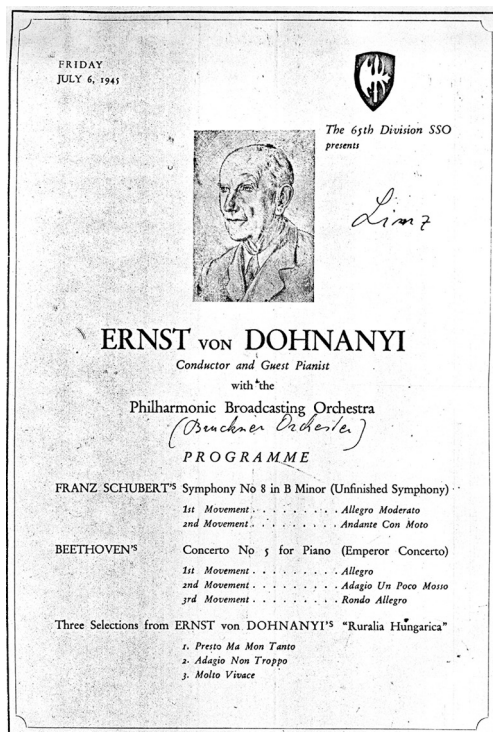 FRIDAY
JULY 6, 1945
The 65th Division SSO
presents
Linz
ERNST VON DOHNANYI
Conductor and Guest Pianist
with the
Philharmonic Broadcasting Orchestra
(Bruckner Orchester)
PROGRAMME
FRANZ SCHUBERT'S Symphony No 8 in B Minor (Unfinished Symphony)
1st Movement . . . . . . . . . Allegro Moderato
2nd Movement . . . . . . . . . Andante Con Moto
BEETHOVEN'S Concerto No 5 for Piano (Emperor Concerto)
1st Movement . . . . . . . . . Allegro
2nd Movement . . . . . . . . . Adagio Un Poco Mosso
3rd Movement . . . . . . . . . Rondo Allegro
Three Selections from ERNST von DOHNANYI'S "Ruralia Hungarica"
1. Presto Ma Mon Tanto
2. Adagio Non Troppo
3. Molto Vivace